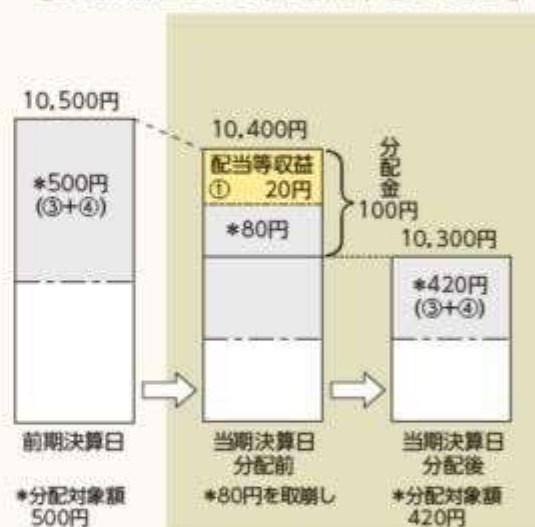 10,500円
*500円
(③+④)
前期決算日
*分配対象額
500円
10,400円
配当等収益
① 20円
*80円
分配金
100円
当期決算日
分配前
*80円を取崩し
10,300円
*420円
(③+④)
当期決算日
分配後
*分配対象額
420円